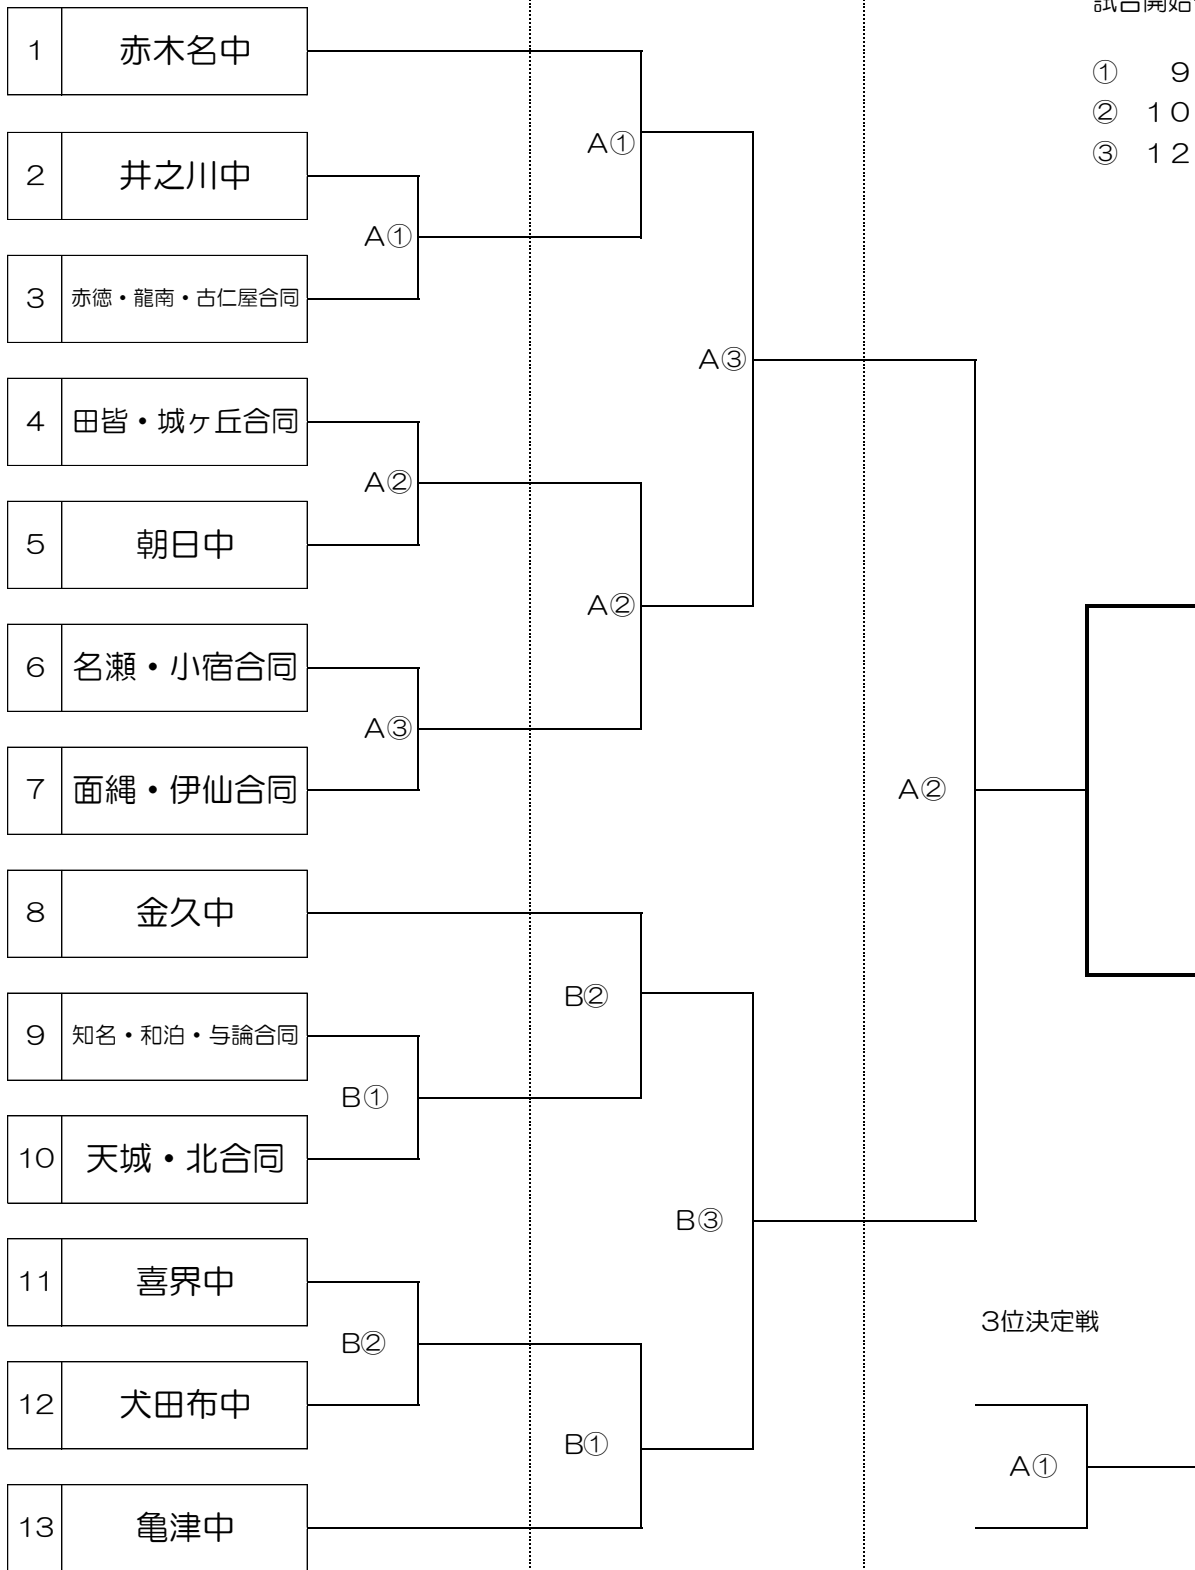 試合開始
① 9
② 10
③ 12
1 赤木名中
2 井之川中
3 赤徳・龍南・古仁屋合同
4 田皆・城ヶ丘合同
5 朝日中
6 名瀬・小宿合同
7 面縄・伊仙合同
8 金久中
9 知名・和泊・与論合同
10 天城・北合同
11 喜界中
12 犬田布中
13 亀津中
A①
A②
A③
B①
B②
A①
A②
B②
B①
A③
B③
A②
3位決定戦
A①